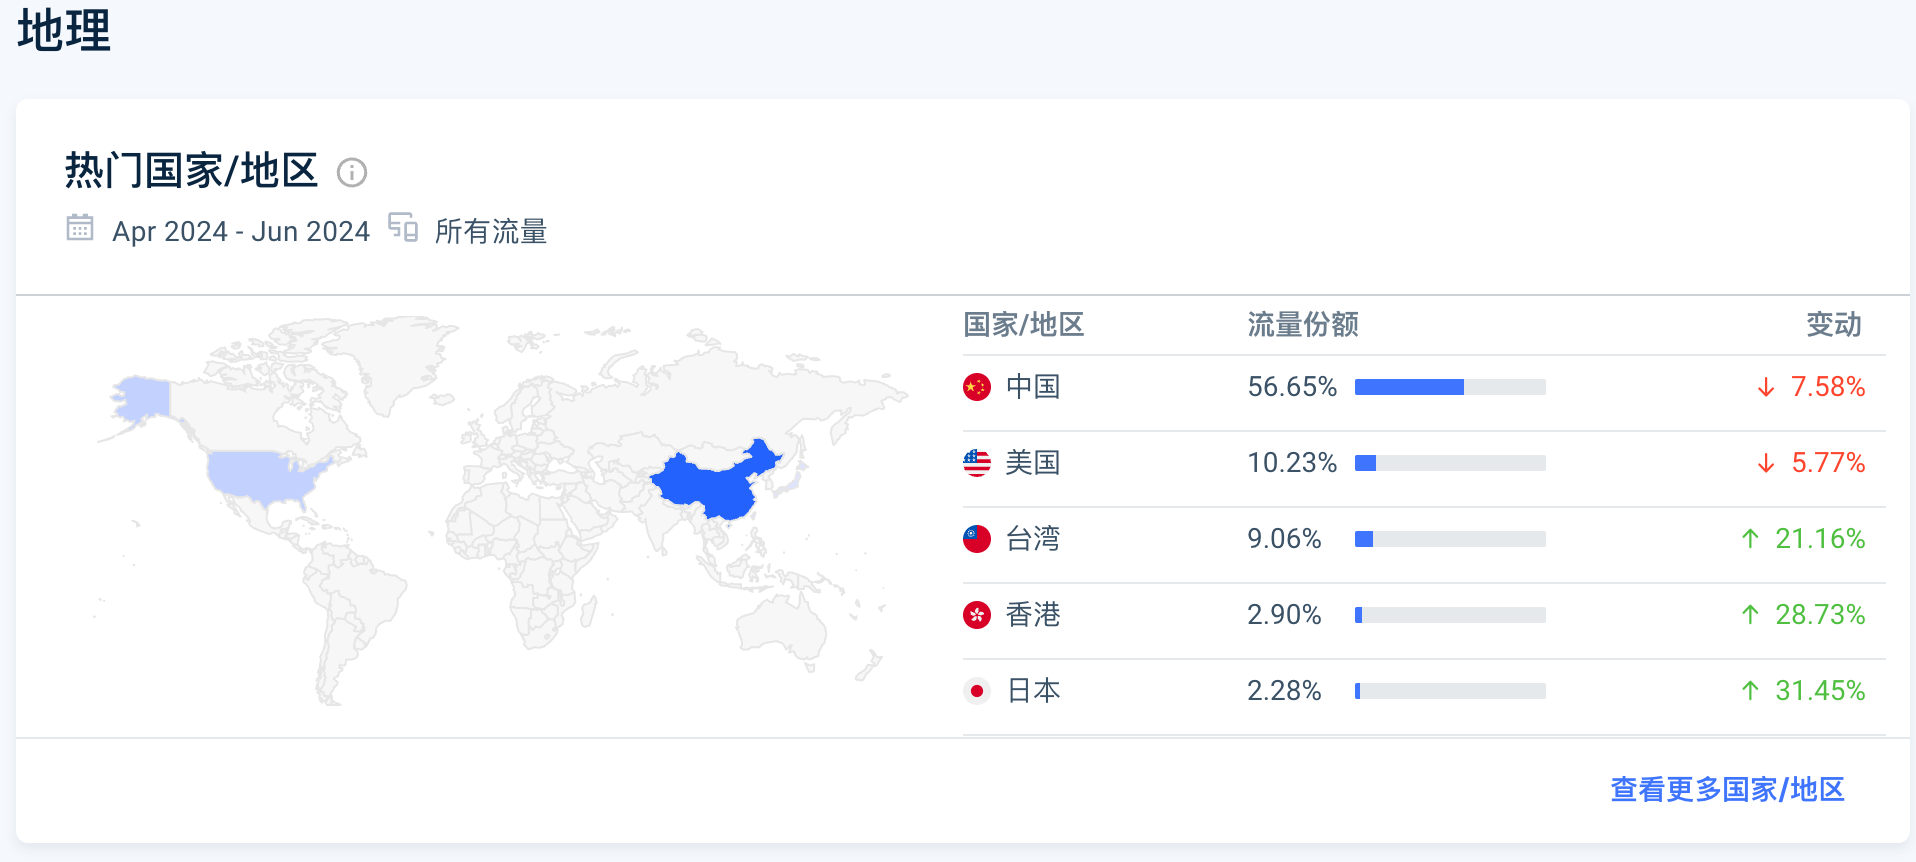 地理
热门国家/地区
Apr 2024 - Jun 2024 所有流量
国家/地区 流量份额 变动
中国 56.65% ↓ 7.58%
美国 10.23% ↓ 5.77%
台湾 9.06% ↑ 21.16%
香港 2.90% ↑ 28.73%
日本 2.28% ↑ 31.45%
查看更多国家/地区